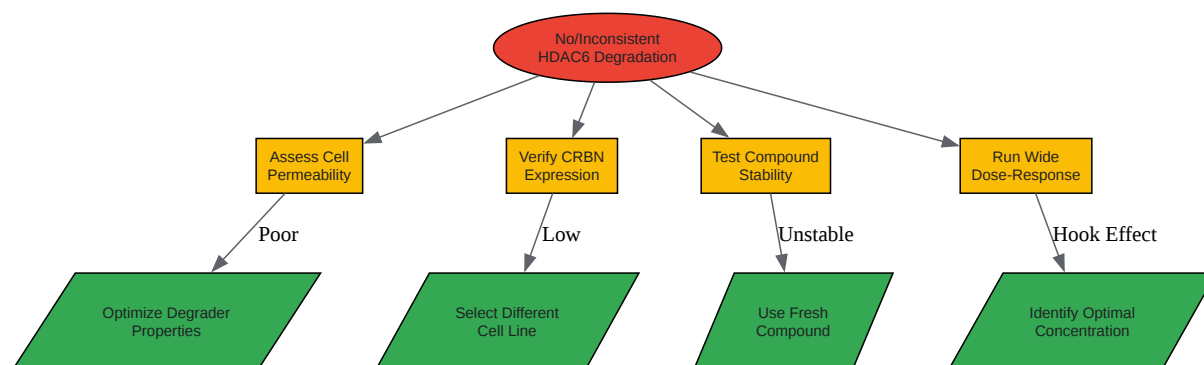 No/Inconsistent
HDAC6 Degradation
Assess Cell
Permeability
Verify CRBN
Expression
Test Compound
Stability
Run Wide
Dose-Response
Poor
Low
Unstable
Hook Effect
Optimize Degrader
Properties
Select Different
Cell Line
Use Fresh
Compound
Identify Optimal
Concentration